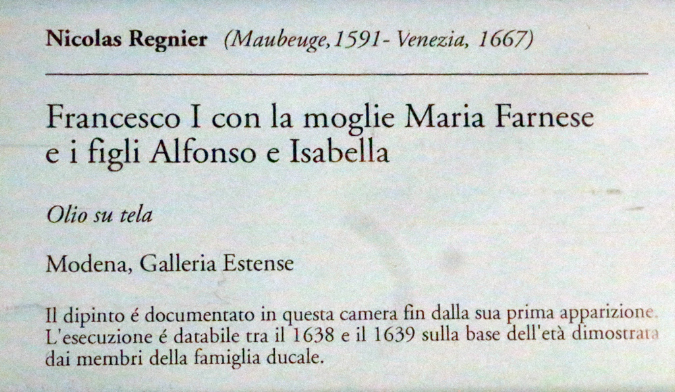 Nicolas Regnier (Maubeuge, 1591- Venezia, 1667)
Francesco I con la moglie Maria Farnese
e i figli Alfonso e Isabella
Olio su tela
Modena, Galleria Estense
Il dipinto é documentato in questa camera fin dalla sua prima apparizione.
L'esecuzione é databile tra il 1638 e il 1639 sulla base dell'età dimostrata
dai membri della famiglia ducale.